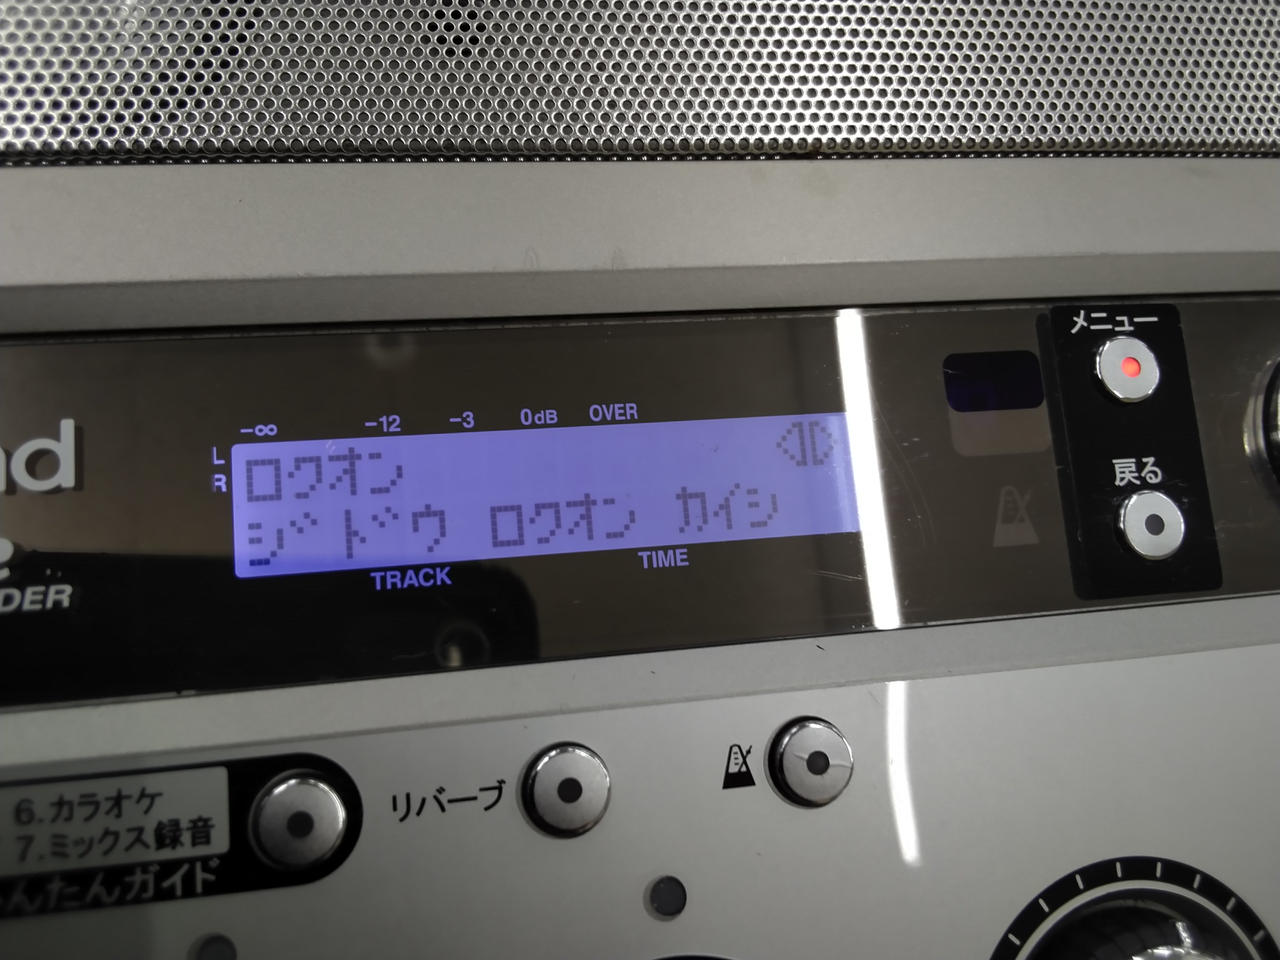 -∞ -12 -3 0dB OVER
L
R
ロクオン
ジドウ ロクオン カイシ
TRACK TIME
メニュー
戻る
6.カラオケ
7.ミックス録音
んたんガイド
リバーブ